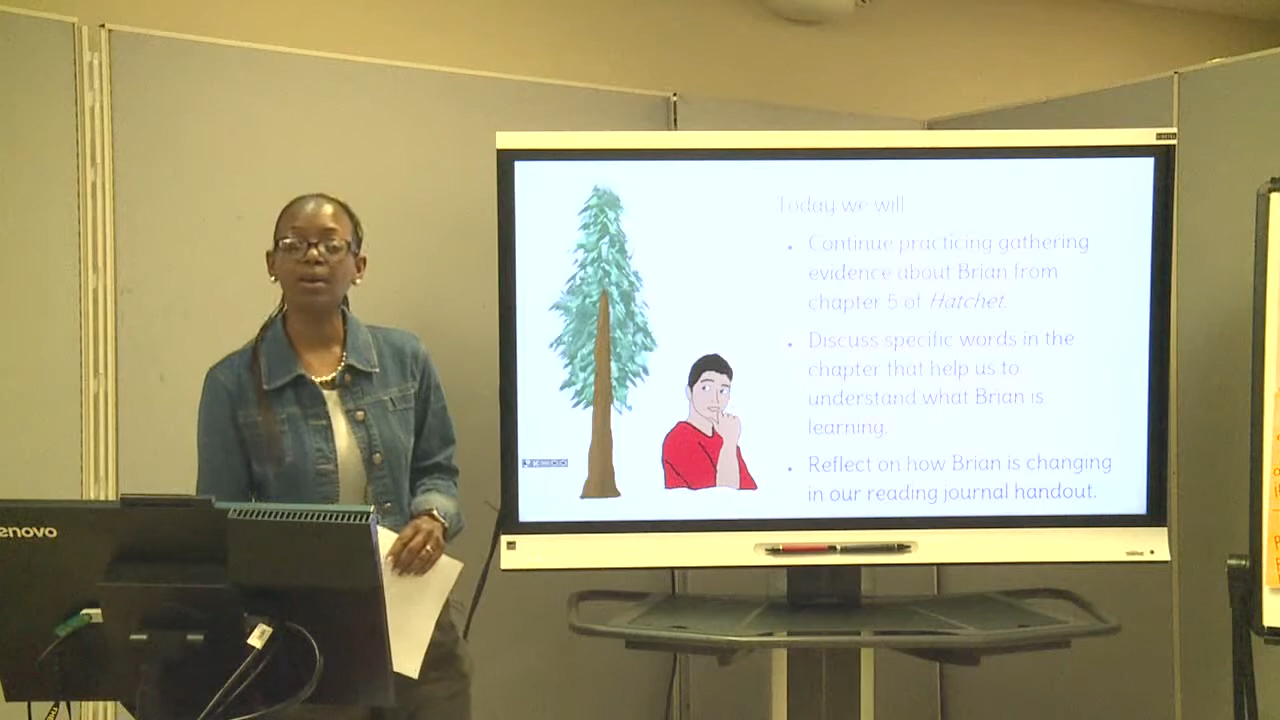 Today we will
• Continue practicing gathering
evidence about Brian from
chapter 5 of Hatchet.
• Discuss specific words in the
chapter that help us to
understand what Brian is
learning.
• Reflect on how Brian is changing
in our reading journal handout.
enovo